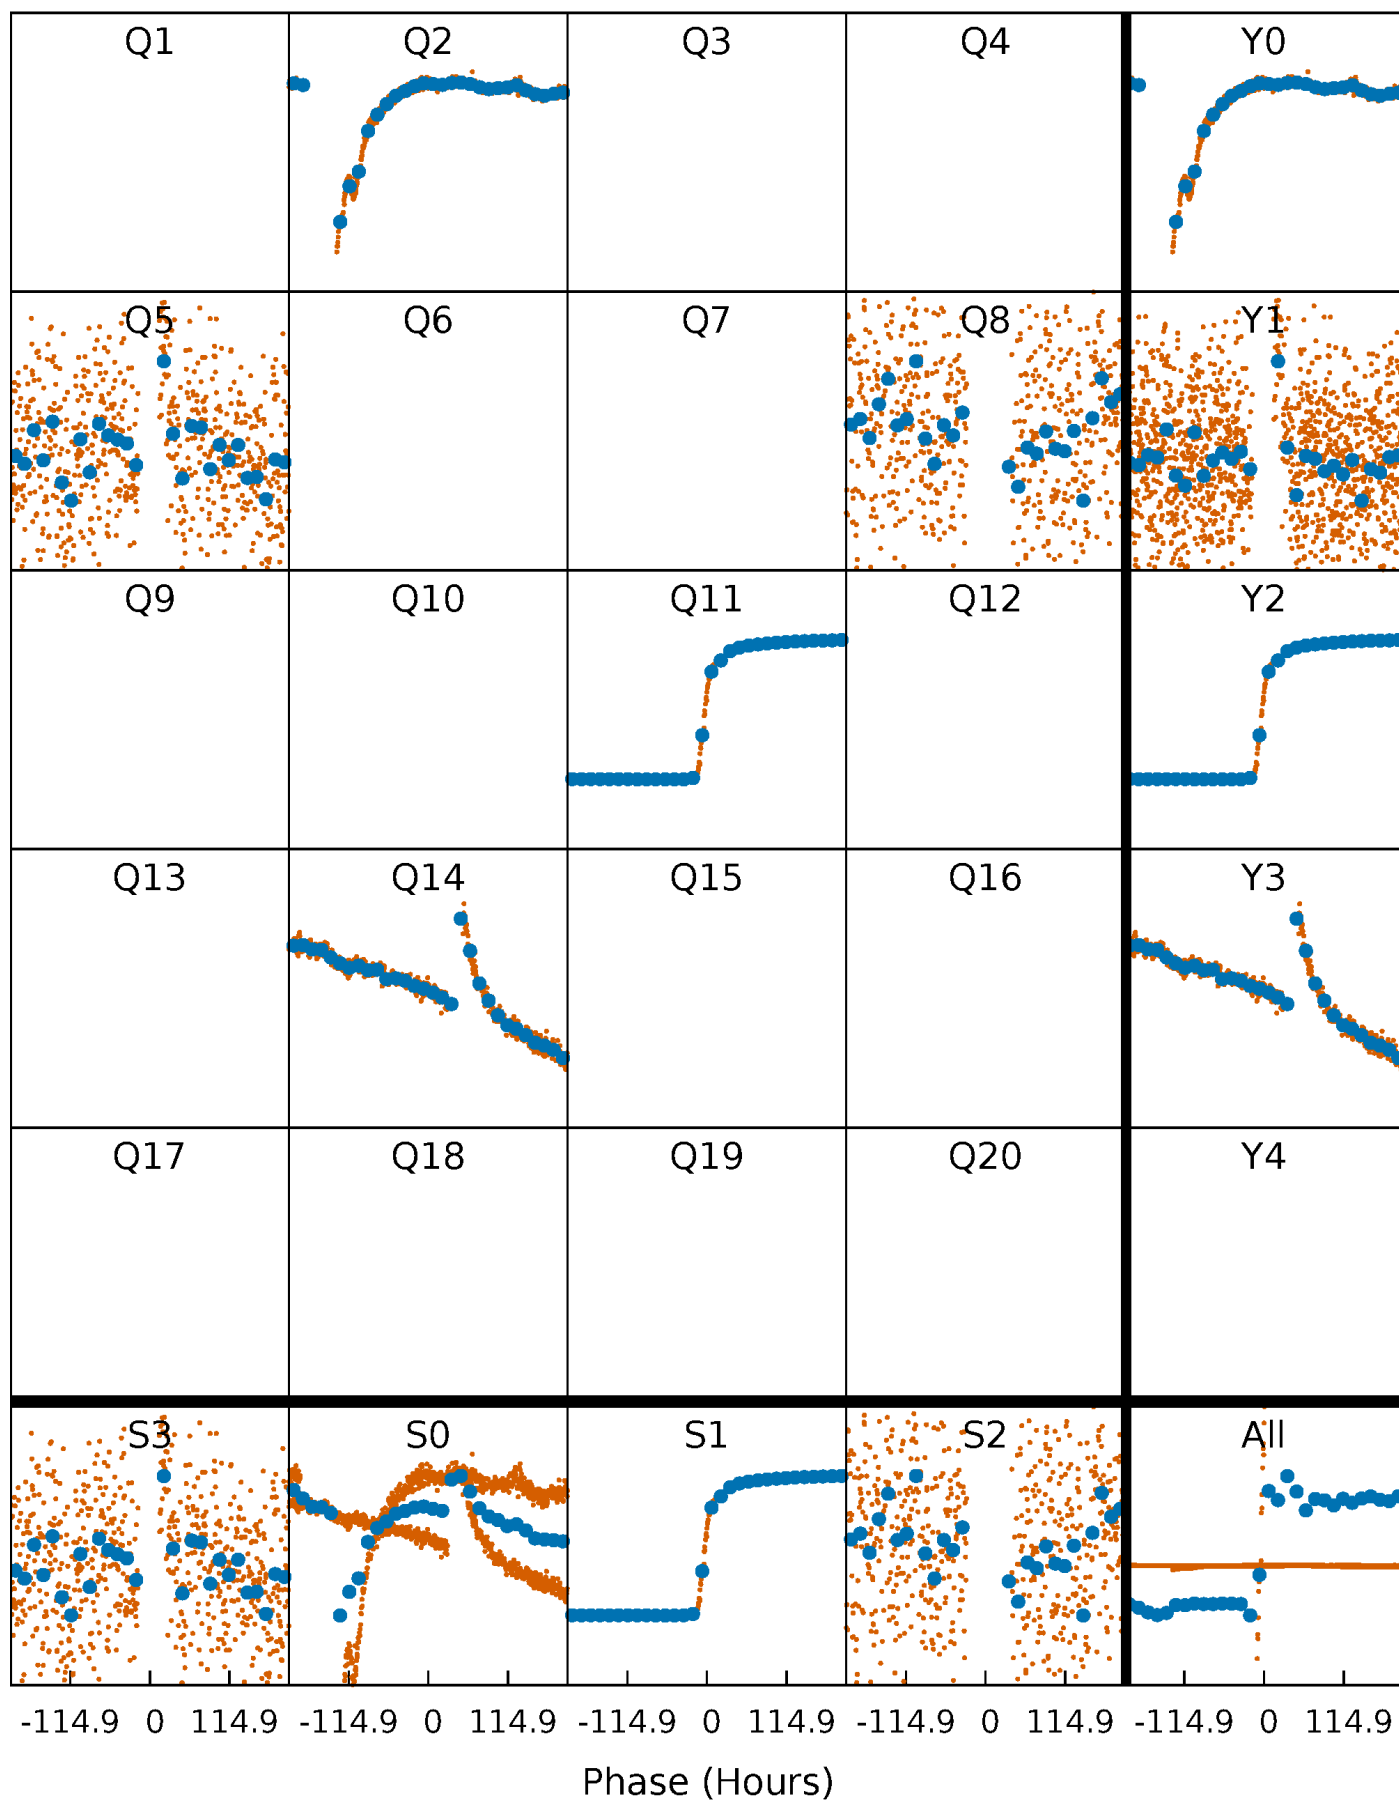 Q1 Q2 Q3 Q4 Y0
Q5 Q6 Q7 Q8 Y1
Q9 Q10 Q11 Q12 Y2
Q13 Q14 Q15 Q16 Y3
Q17 Q18 Q19 Q20 Y4
S3 S0 S1 S2 All
-114.9 0 114.9 -114.9 0 114.9 -114.9 0 114.9 -114.9 0 114.9 -114.9 0 114.9
Phase (Hours)